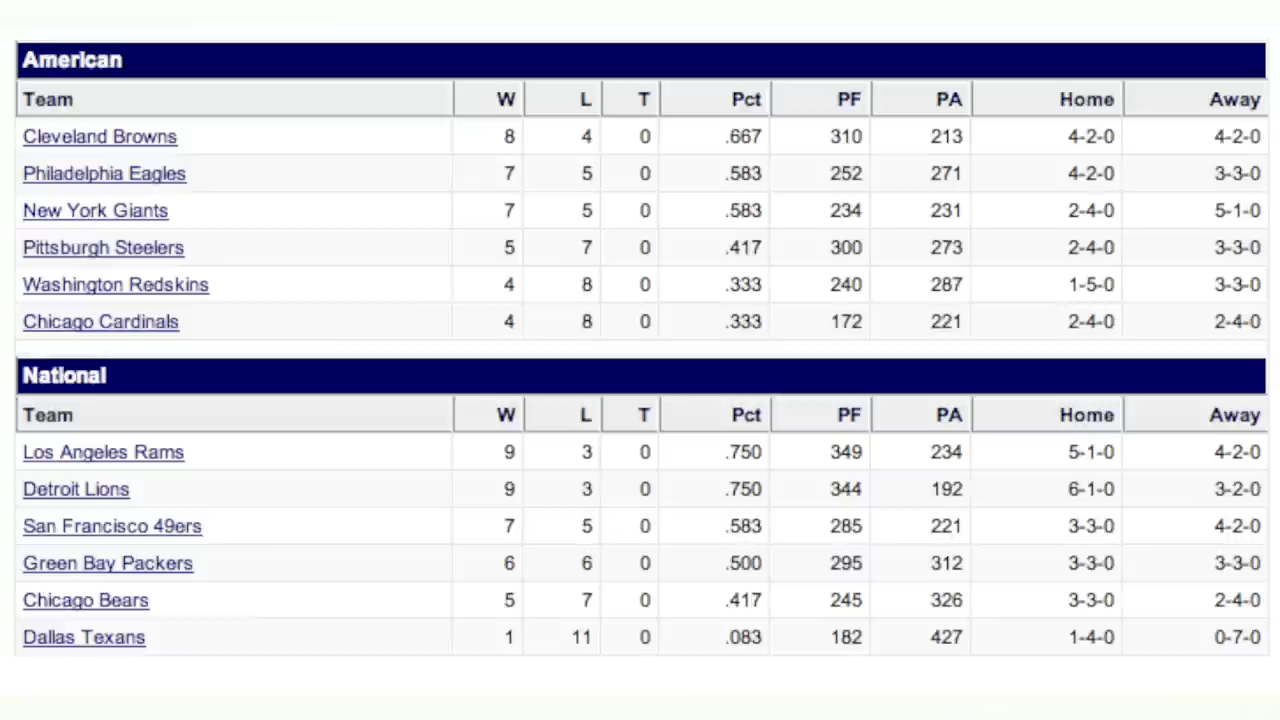 American
Team W L T Pct PF PA Home Away
Cleveland Browns 8 4 0 .667 310 213 4-2-0 4-2-0
Philadelphia Eagles 7 5 0 .583 252 271 4-2-0 3-3-0
New York Giants 7 5 0 .583 234 231 2-4-0 5-1-0
Pittsburgh Steelers 5 7 0 .417 300 273 2-4-0 3-3-0
Washington Redskins 4 8 0 .333 240 287 1-5-0 3-3-0
Chicago Cardinals 4 8 0 .333 172 221 2-4-0 2-4-0
National
Team W L T Pct PF PA Home Away
Los Angeles Rams 9 3 0 .750 349 234 5-1-0 4-2-0
Detroit Lions 9 3 0 .750 344 192 6-1-0 3-2-0
San Francisco 49ers 7 5 0 .583 285 221 3-3-0 4-2-0
Green Bay Packers 6 6 0 .500 295 312 3-3-0 3-3-0
Chicago Bears 5 7 0 .417 245 326 3-3-0 2-4-0
Dallas Texans 1 11 0 .083 182 427 1-4-0 0-7-0